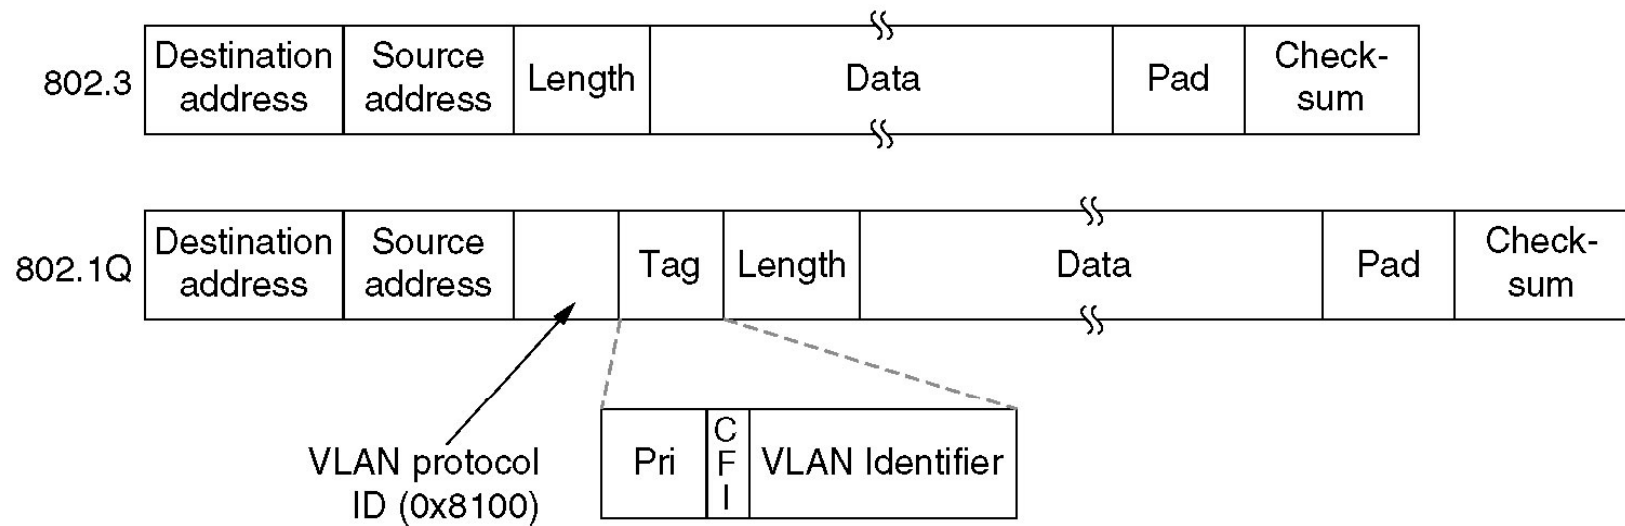 802.3
Destination
address
Source
address
Length
Data
Pad
Check-
sum
802.1Q
Destination
address
Source
address
Tag
Length
Data
Pad
Check-
sum
VLAN protocol
ID (0x8100)
Pri
C
F
I
VLAN Identifier